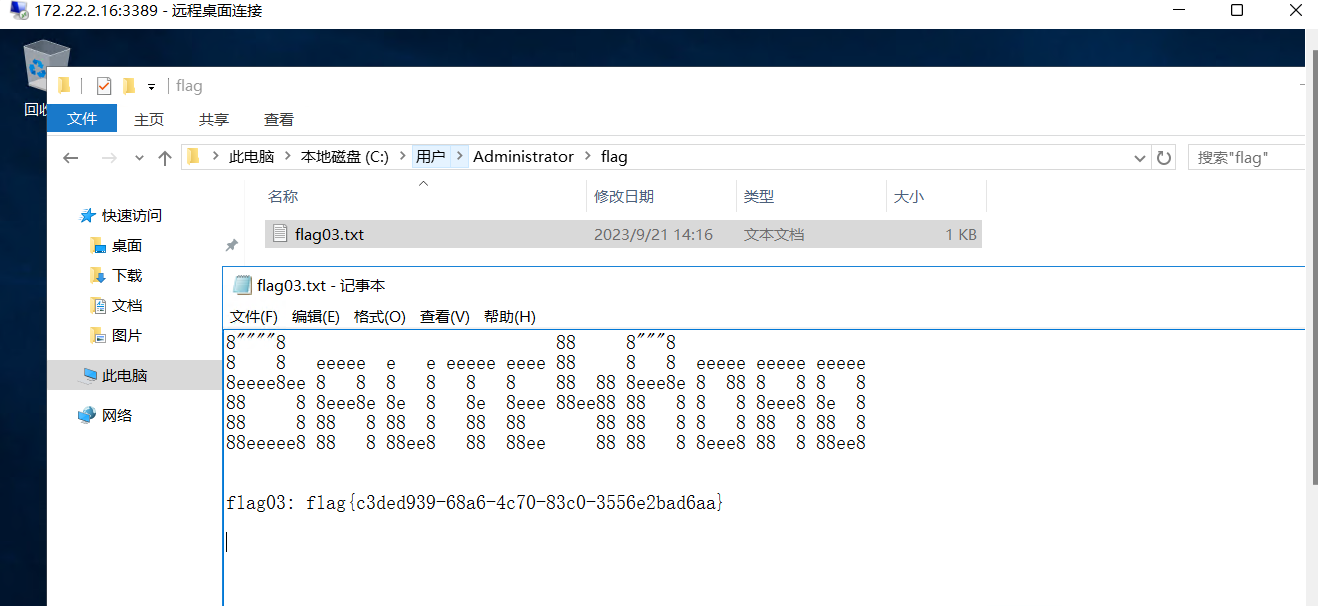 172.22.2.16:3389 - 远程桌面连接
flag
回收
文件 主页 共享 查看
此电脑 本地磁盘 (C:) 用户 Administrator flag
搜索"flag"
名称 修改日期 类型 大小
快速访问
flag03.txt 2023/9/21 14:16 文本文档 1 KB
桌面
下载
文档
图片
此电脑
网络
flag03.txt - 记事本
文件(F) 编辑(E) 格式(O) 查看(V) 帮助(H)
8""""8                           88     8"""8
8    8   eeeee  e   e eeeee eeee 88     8   8  eeeee eeeee eeeee
8eeee8ee 8   8  8   8   8   8    88  88 8eee8e 8  88 8   8 8   8
88     8 8eee8e 8e  8   8e  8eee 88ee88 88   8 8   8 8eee8 8e  8
88     8 88   8 88  8   88  88       88 88   8 8   8 88  8 88  8
88eeeee8 88   8 88ee8   88  88ee     88 88   8 8eee8 88  8 88ee8
flag03: flag{c3ded939-68a6-4c70-83c0-3556e2bad6aa}